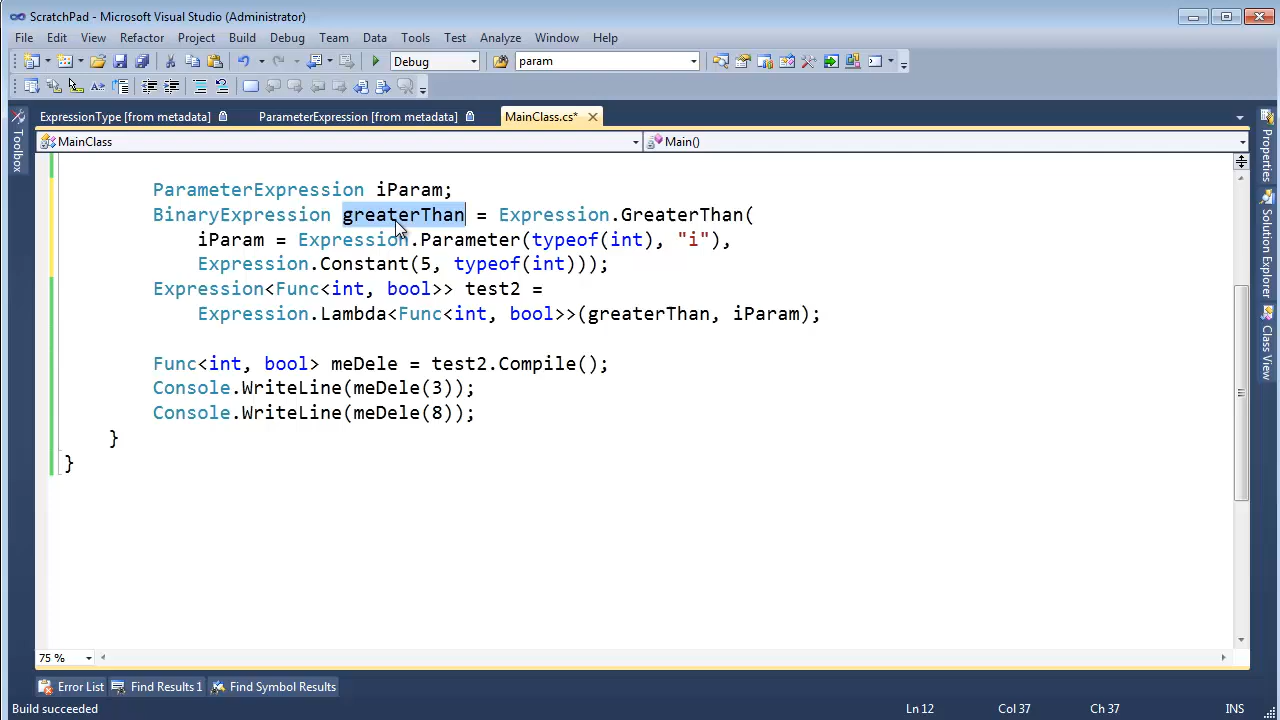 ScratchPad - Microsoft Visual Studio (Administrator)
File Edit View Refactor Project Build Debug Team Data Tools Test Analyze Window Help
Debug param
ExpressionType [from metadata] ParameterExpression [from metadata] MainClass.cs*
MainClass Main()
Toolbox
Properties
Solution Explorer
Class View
ParameterExpression iParam;
BinaryExpression greaterThan = Expression.GreaterThan(
iParam = Expression.Parameter(typeof(int), "i"),
Expression.Constant(5, typeof(int)));
Expression<Func<int, bool>> test2 =
Expression.Lambda<Func<int, bool>>(greaterThan, iParam);
Func<int, bool> meDele = test2.Compile();
Console.WriteLine(meDele(3));
Console.WriteLine(meDele(8));
}
}
75 %
Error List Find Results 1 Find Symbol Results
Build succeeded Ln 12 Col 37 Ch 37 INS